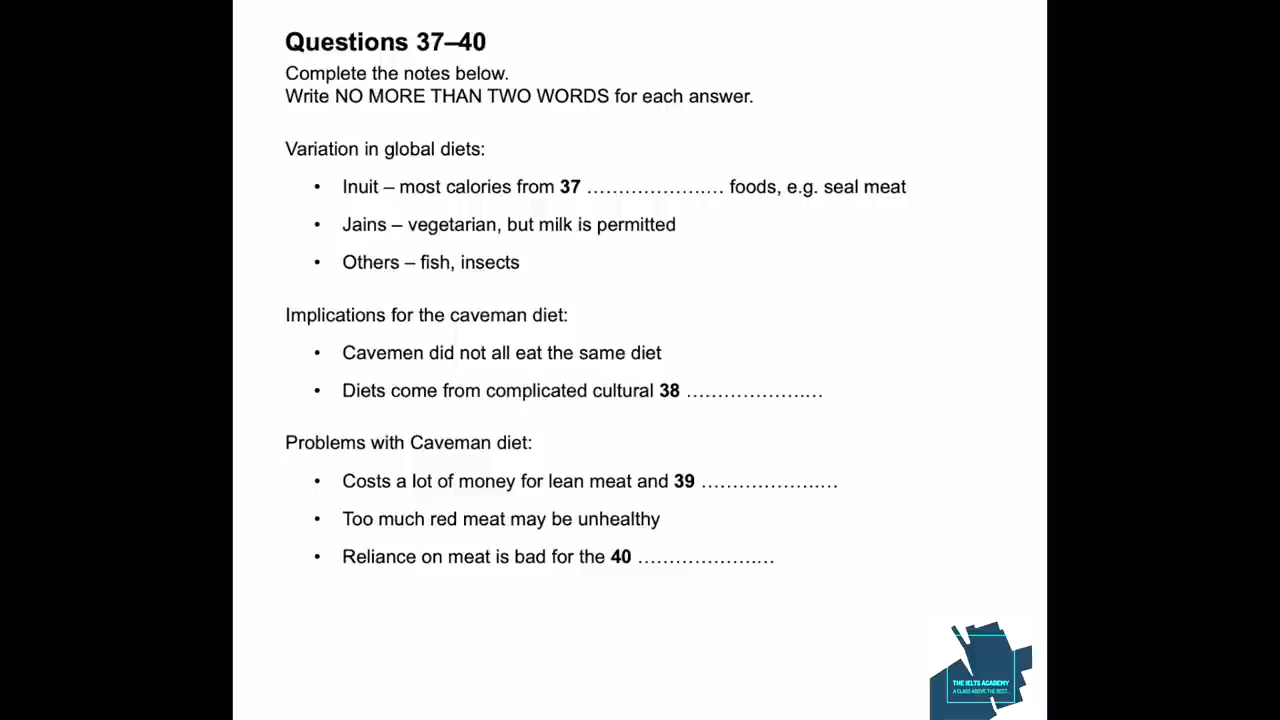 Questions 37–40
Complete the notes below.
Write NO MORE THAN TWO WORDS for each answer.
Variation in global diets:
• Inuit – most calories from 37 ...................... foods, e.g. seal meat
• Jains – vegetarian, but milk is permitted
• Others – fish, insects
Implications for the caveman diet:
• Cavemen did not all eat the same diet
• Diets come from complicated cultural 38 ......................
Problems with Caveman diet:
• Costs a lot of money for lean meat and 39 ......................
• Too much red meat may be unhealthy
• Reliance on meat is bad for the 40 ......................
THE IELTS ACADEMY
A CLASS ABOVE THE REST...